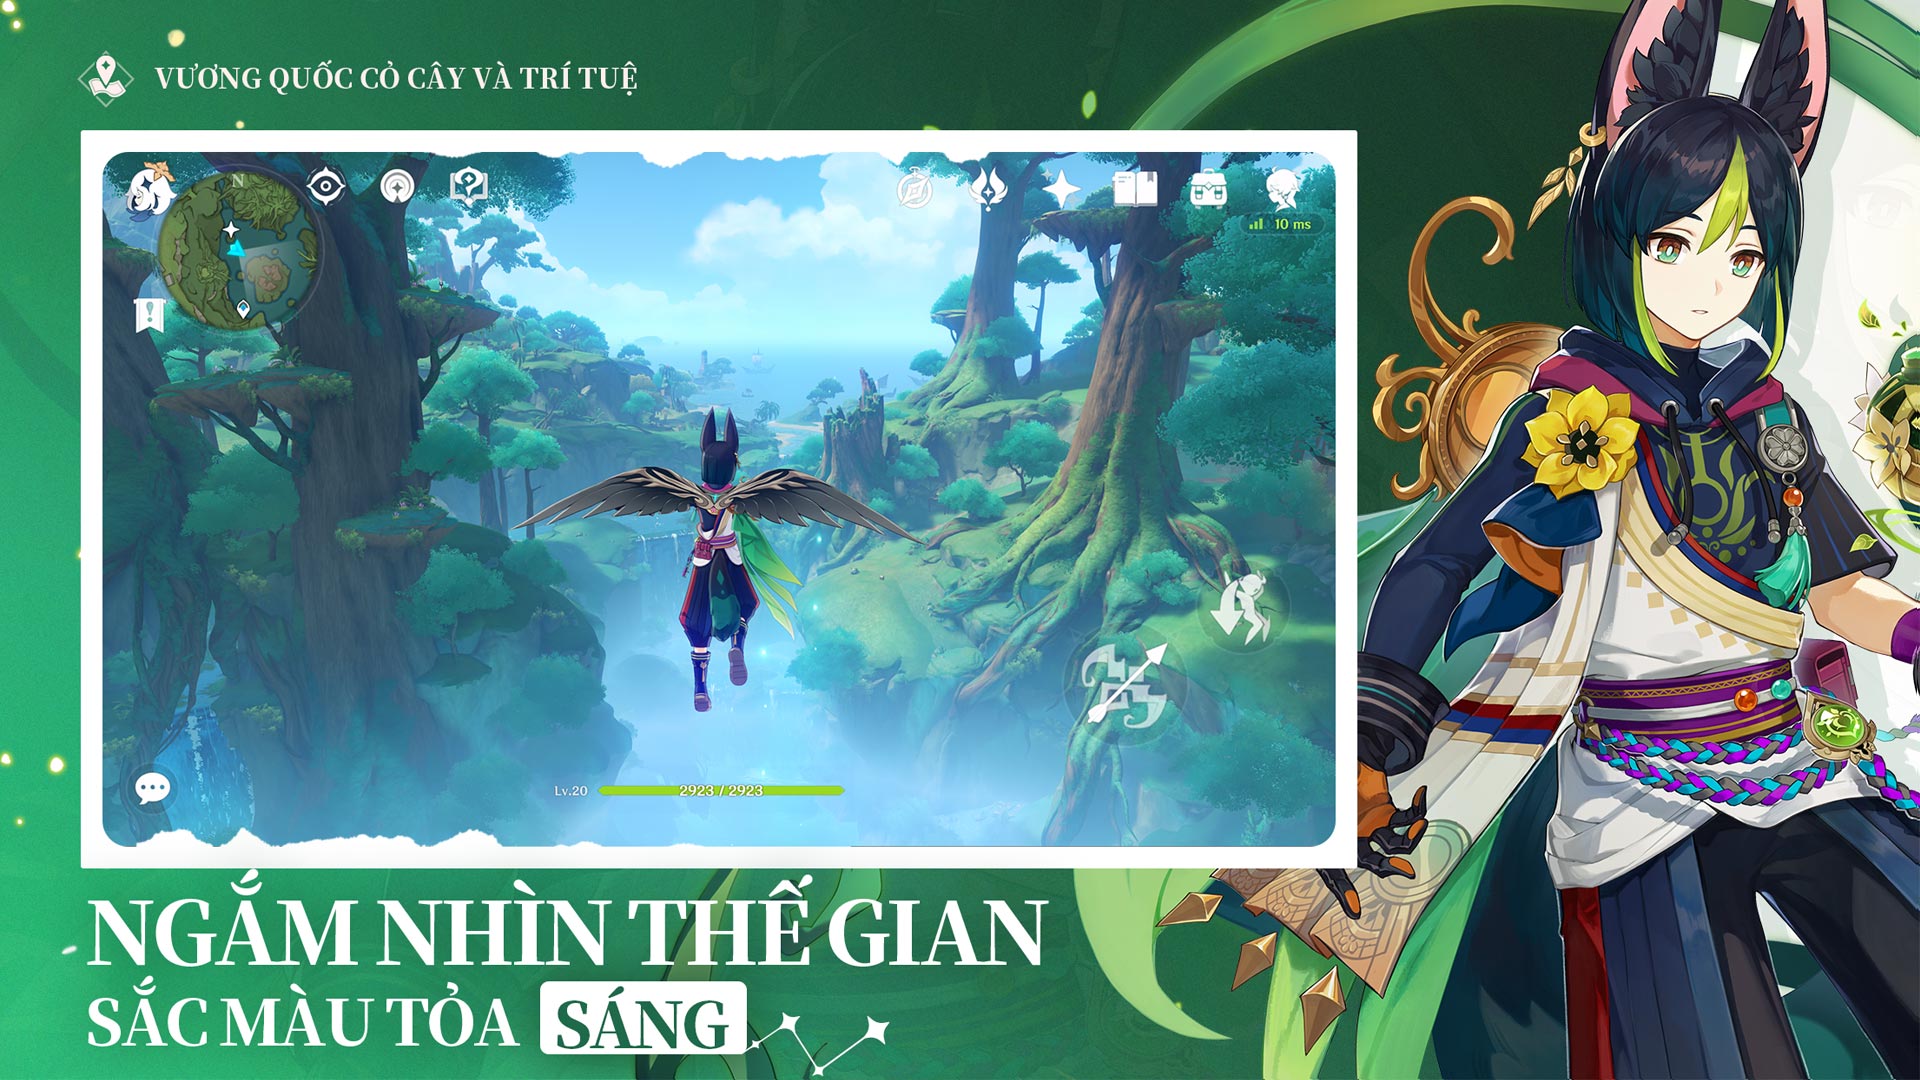 VƯƠNG QUỐC CỎ CÂY VÀ TRÍ TUỆ
N
10 ms
Lv.20 2923 / 2923
NGẮM NHÌN THẾ GIAN
SẮC MÀU TỎA SÁNG